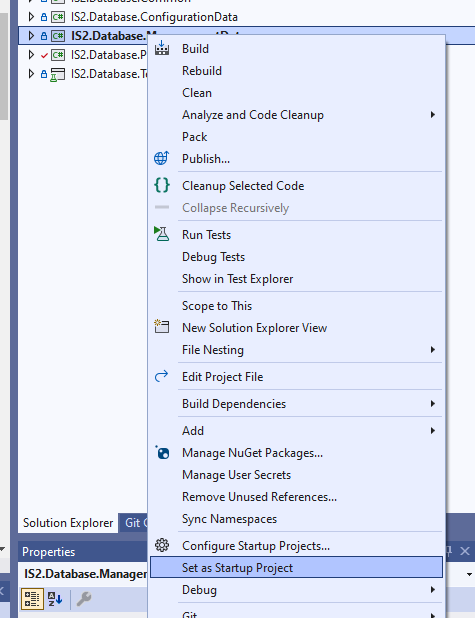 IS2.Database.Common
IS2.Database.ConfigurationData
IS2.Database.ManagementData
IS2.Database.P
IS2.Database.Te
Build
Rebuild
Clean
Analyze and Code Cleanup
Pack
Publish...
Cleanup Selected Code
Collapse Recursively
Run Tests
Debug Tests
Show in Test Explorer
Scope to This
New Solution Explorer View
File Nesting
Edit Project File
Build Dependencies
Add
Manage NuGet Packages...
Manage User Secrets
Remove Unused References...
Sync Namespaces
Solution Explorer Git C
Configure Startup Projects...
Properties
Set as Startup Project
IS2.Database.Manager
Debug
Git